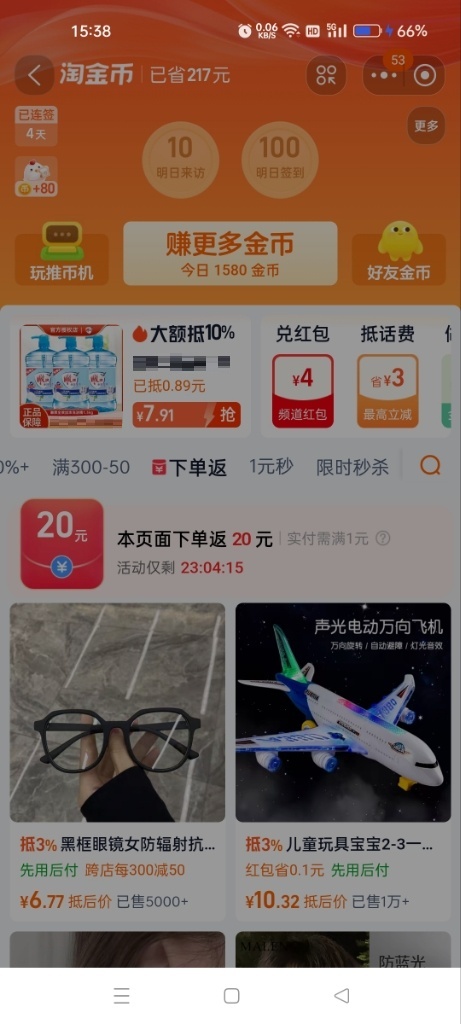 15:38
0.06 KB/S
HD
5G
66%
淘金币 已省217元
53
已连签
4天
10
明日来访
100
明日签到
更多
+80
玩推币机
赚更多金币
今日 1580 金币
好友金币
大额抵10%
已抵0.89元
¥7.91 抢
正品
保障
兑红包
¥4
频道红包
抵话费
省¥3
最高立减
0%+
满300-50
下单返
1元秒
限时秒杀
20元
本页面下单返 20 元 实付需满1元
活动仅剩 23:04:15
声光电动万向飞机
万向旋转 / 自动避障 / 灯光音效
抵3% 黑框眼镜女防辐射抗...
先用后付 跨店每300减50
¥6.77 抵后价 已售5000+
抵3% 儿童玩具宝宝2-3一...
红包省0.1元 先用后付
¥10.32 抵后价 已售1万+
防蓝光